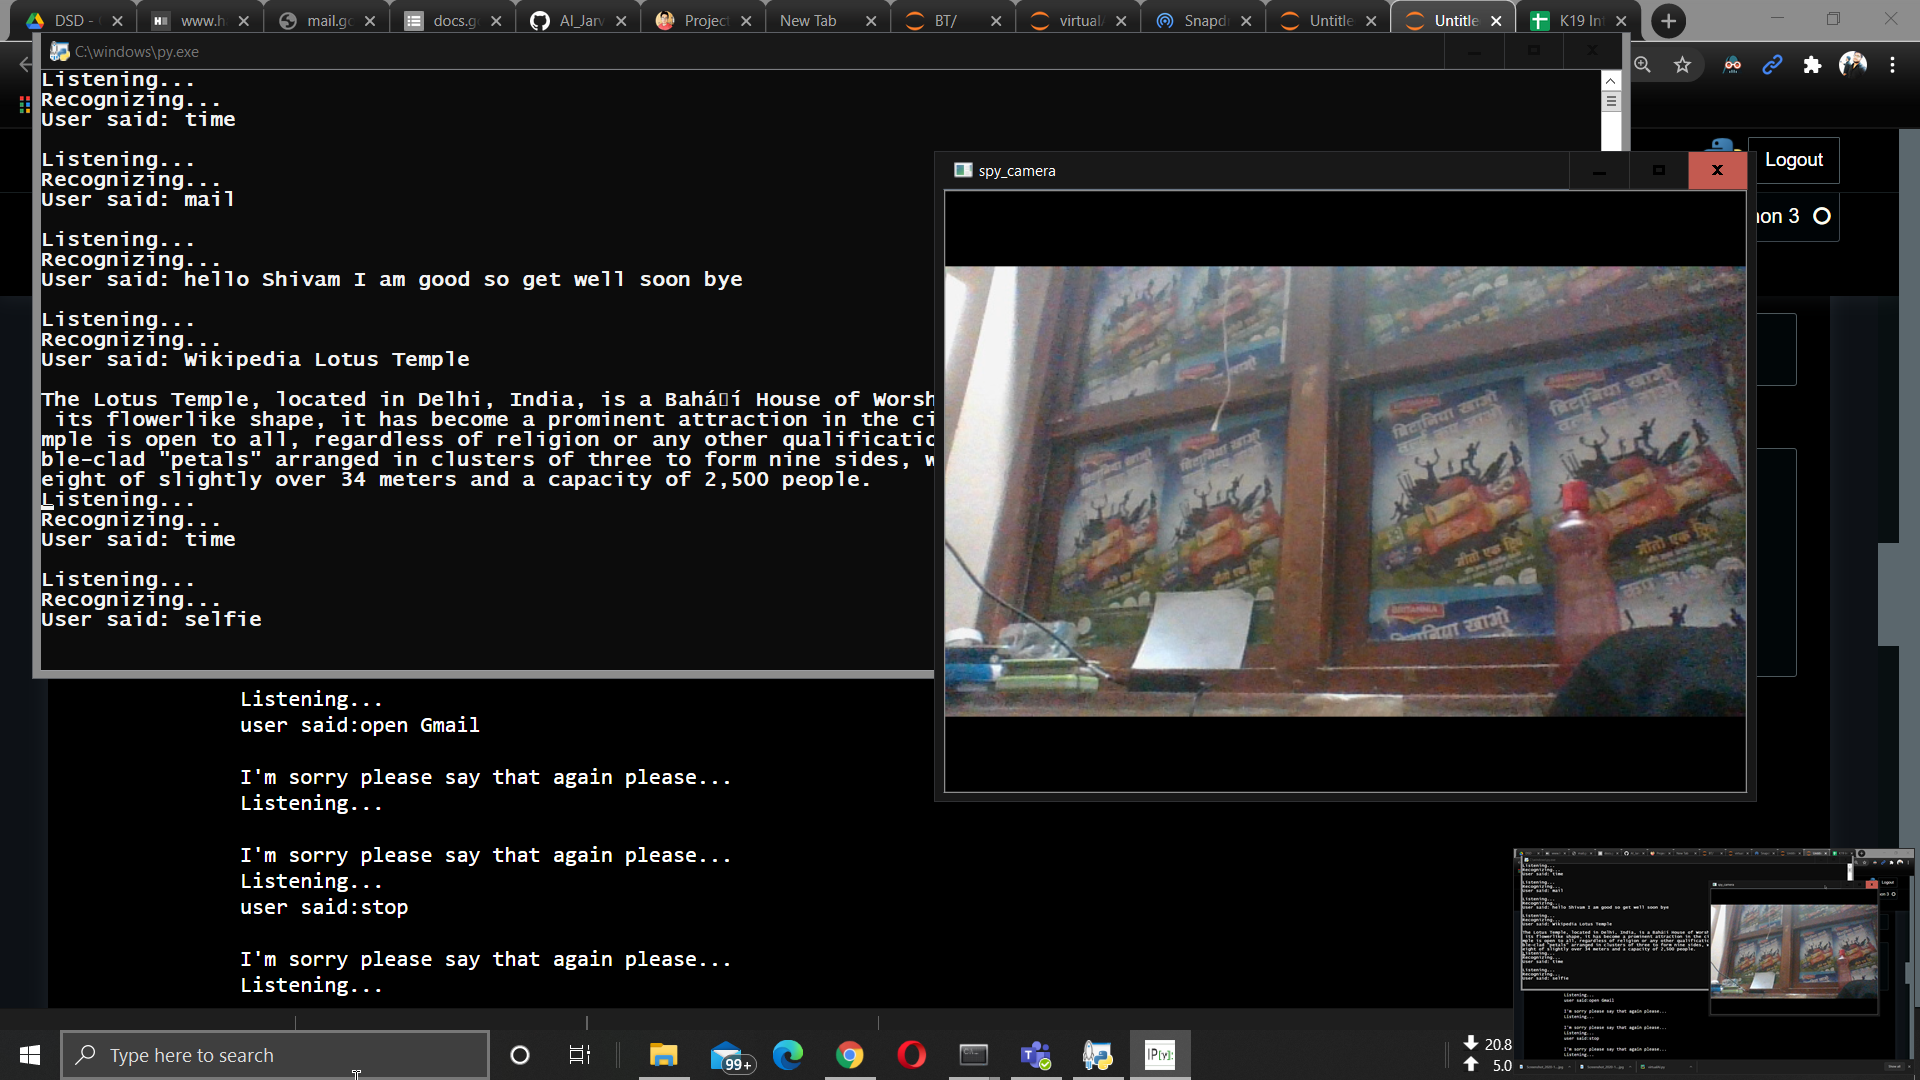 DSD -
www.h
mail.go
docs.g
AI_Jarv
Project
New Tab
BT/
virtual/
Snapdr
Untitle
Untitle
K19 Int
C:\windows\py.exe
Listening...
Recognizing...
User said: time
Listening...
Recognizing...
User said: mail
Listening...
Recognizing...
User said: hello Shivam I am good so get well soon bye
Listening...
Recognizing...
User said: Wikipedia Lotus Temple
The Lotus Temple, located in Delhi, India, is a Bahá▯í House of Worsh
its flowerlike shape, it has become a prominent attraction in the ci
mple is open to all, regardless of religion or any other qualificatio
ble-clad "petals" arranged in clusters of three to form nine sides, w
eight of slightly over 34 meters and a capacity of 2,500 people.
Listening...
Recognizing...
User said: time
Listening...
Recognizing...
User said: selfie
spy_camera
ब्रिटानिया खाओ
ब्रिटानिया खाओ
BRITANNIA
ब्रिटानिया खाओ
Logout
hon 3
Listening...
user said:open Gmail
I'm sorry please say that again please...
Listening...
I'm sorry please say that again please...
Listening...
user said:stop
I'm sorry please say that again please...
Listening...
Type here to search
99+
IP[y]:
20.8
5.0